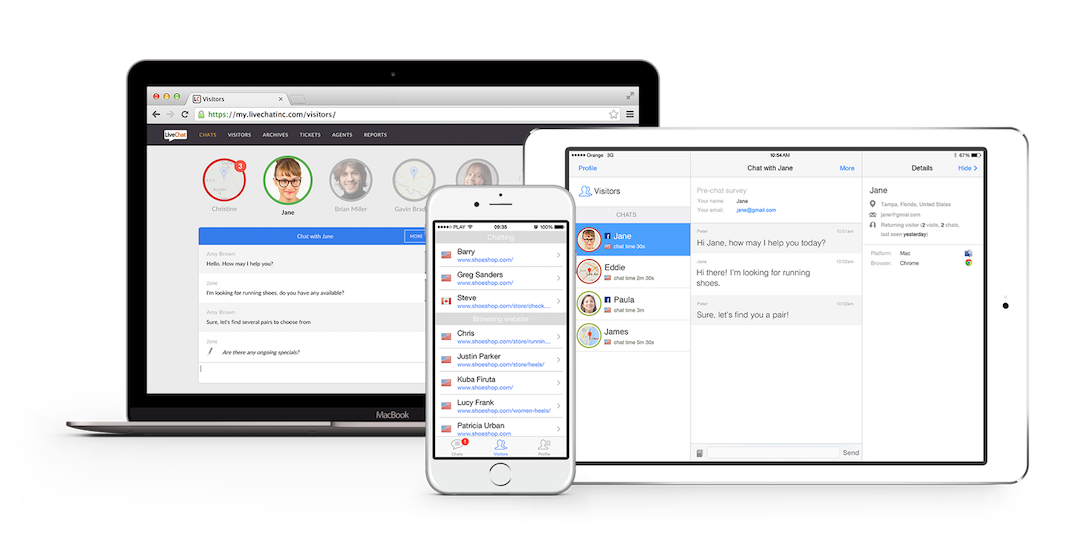 Visitors
https://my.livechatinc.com/visitors/
LiveChat
CHATS VISITORS ARCHIVES TICKETS AGENTS REPORTS
3
Christine
Jane
Brian Miller
Gavin
Chat with Jane
MORE
Amy Brown
Hello. How may I help you?
Jane
I'm looking for running shoes, do you have any available?
Amy Brown
Sure, let's find several pairs to choose from
Jane
Are there any ongoing specials?
MacBook
PLAY 09:35 100%
Chatting
Barry
www.shoeshop.com/
Greg Sanders
www.shoeshop.com/
Steve
www.shoeshop.com/store/check...
Browsing website
Chris
www.shoeshop.com/store/runnin...
Justin Parker
www.shoeshop.com/store/heels/
Kuba Firuta
www.shoeshop.com/
Lucy Frank
www.shoeshop.com/women-heels/
Patricia Urban
www.shoeshop.com
1
Chats Visitors Profile
Orange 3G 10:54 AM 67%
Profile
Visitors
CHATS
Jane
chat time 30s
Eddie
chat time 2m 30s
Paula
chat time 3m
James
chat time 5m 30s
Chat with Jane More
Pre-chat survey
Your name: Jane
Your email: jane@gmail.com
Peter 10:51am
Hi Jane, how may I help you today?
Jane 10:02am
Hi there! I'm looking for running
shoes.
Peter 10:02am
Sure, let's find you a pair!
Send
Details Hide
Jane
Tampa, Florida, United States
jane@gmail.com
Returning visitor (2 visits, 2 chats,
last seen yesterday)
Platform: Mac
Browser: Chrome